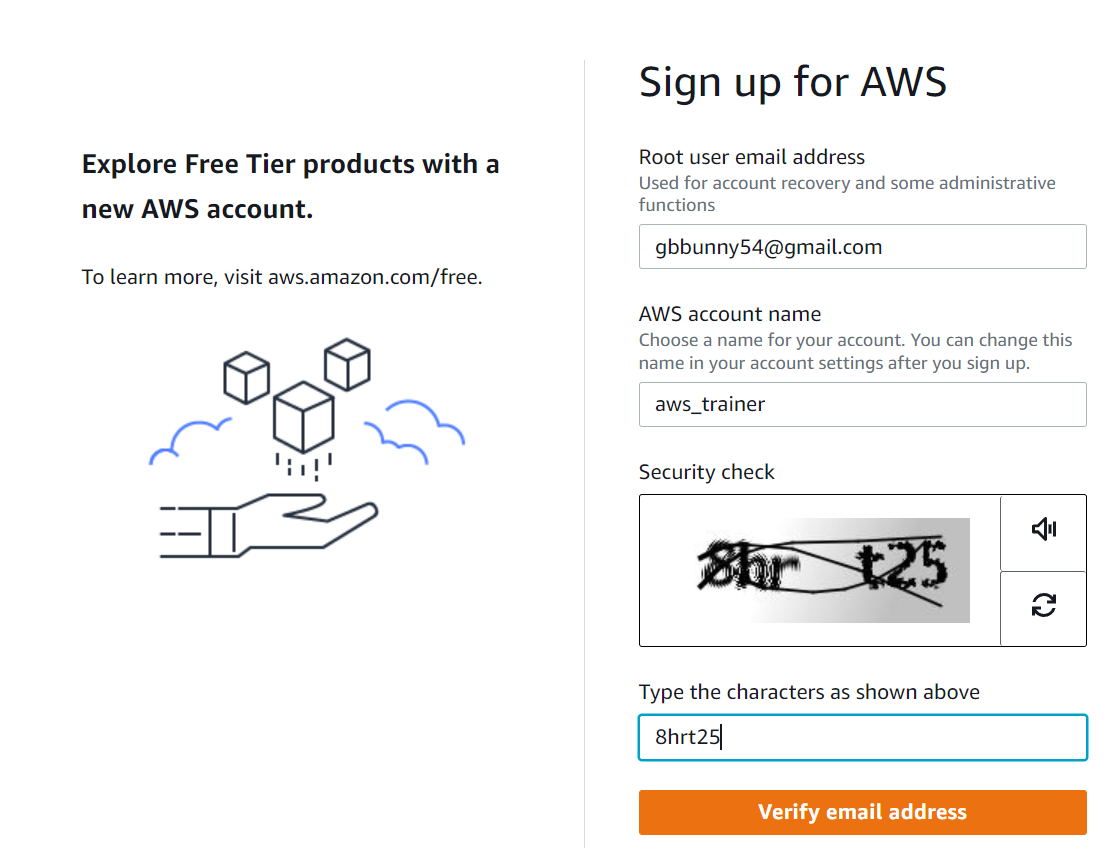 Sign up for AWS
Explore Free Tier products with a
new AWS account.
To learn more, visit aws.amazon.com/free.
Root user email address
Used for account recovery and some administrative
functions
gbbunny54@gmail.com
AWS account name
Choose a name for your account. You can change this
name in your account settings after you sign up.
aws_trainer
Security check
Type the characters as shown above
8hrt25
Verify email address